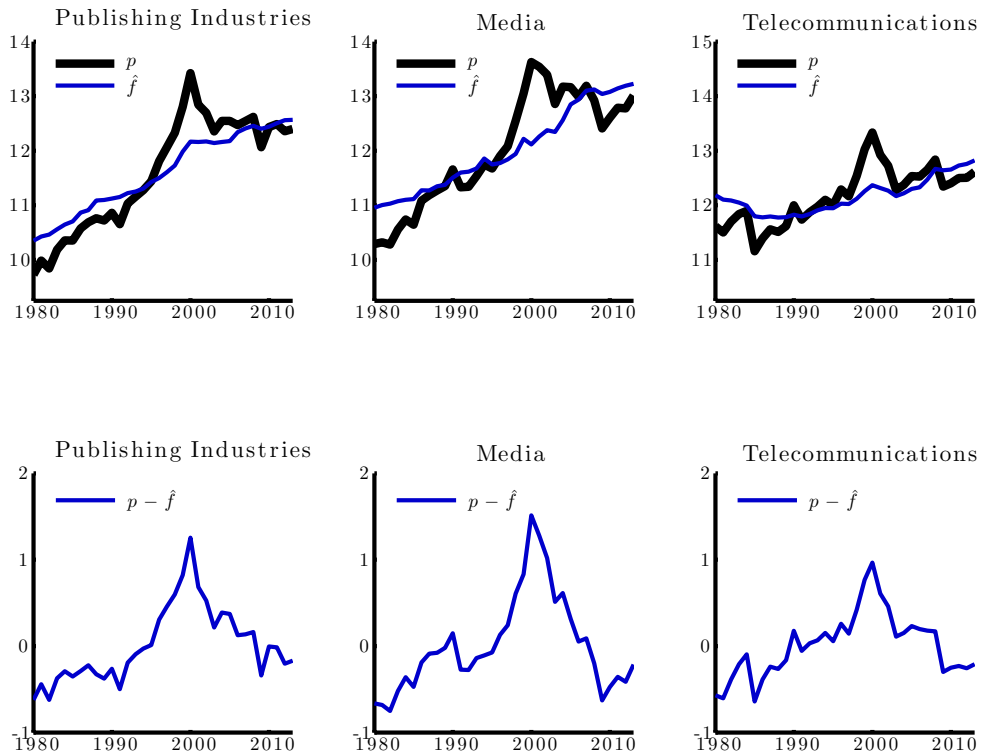 Publishing Industries
14
13
12
11
10
1980 1990 2000 2010
p
f̂
Media
14
13
12
11
10
1980 1990 2000 2010
p
f̂
Telecommunications
15
14
13
12
11
1980 1990 2000 2010
p
f̂
Publishing Industries
2
1
0
-1
1980 1990 2000 2010
p − f̂
Media
2
1
0
-1
1980 1990 2000 2010
p − f̂
Telecommunications
2
1
0
-1
1980 1990 2000 2010
p − f̂